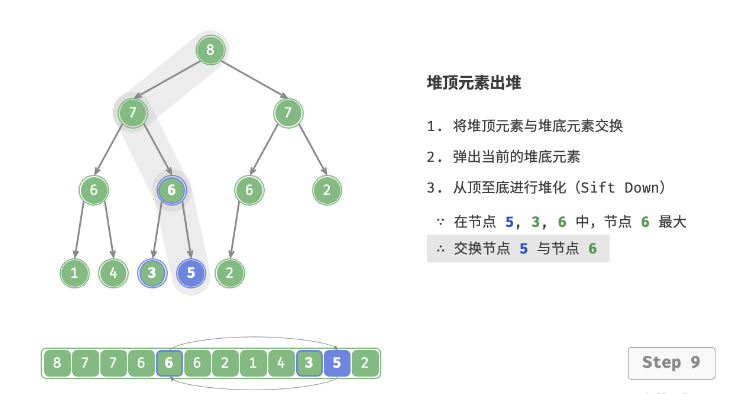 8
堆顶元素出堆
7 7
1. 将堆顶元素与堆底元素交换
2. 弹出当前的堆底元素
6 6 6 2
3. 从顶至底进行堆化（Sift Down）
∵ 在节点 5, 3, 6 中，节点 6 最大
∴ 交换节点 5 与节点 6
1 4 3 5 2
8 7 7 6 6 6 2 1 4 3 5 2
Step 9